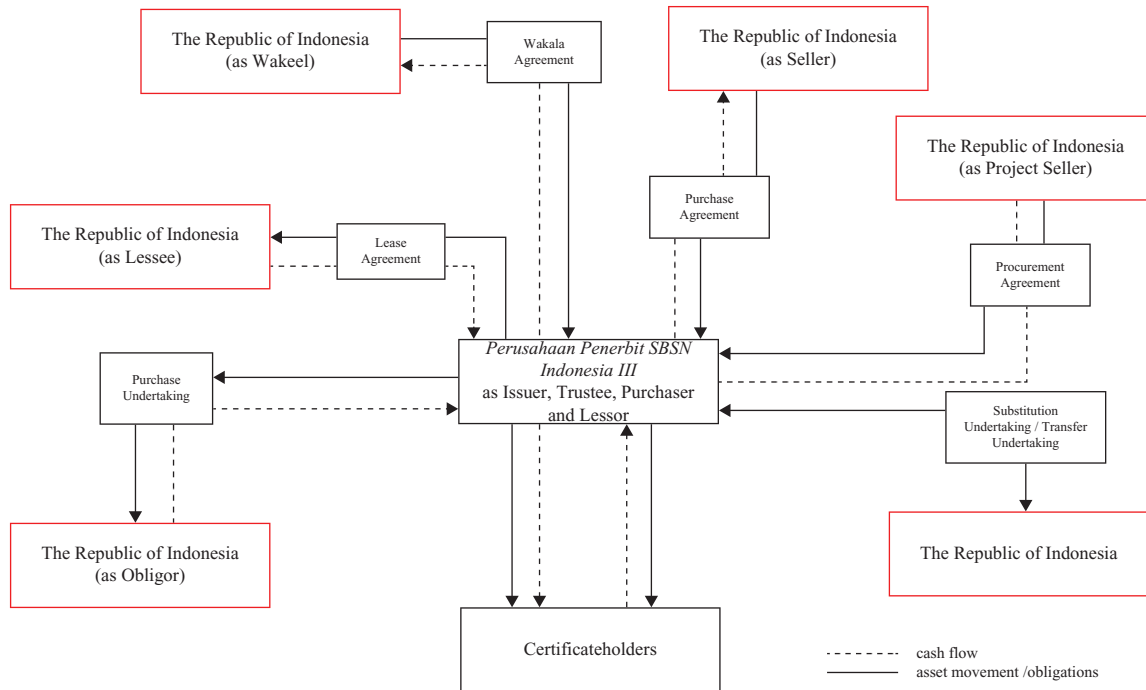 The Republic of Indonesia
(as Wakeel)
Wakala
Agreement
The Republic of Indonesia
(as Seller)
The Republic of Indonesia
(as Project Seller)
Purchase
Agreement
The Republic of Indonesia
(as Lessee)
Lease
Agreement
Procurement
Agreement
Perusahaan Penerbit SBSN
Indonesia III
as Issuer, Trustee, Purchaser
and Lessor
Purchase
Undertaking
Substitution
Undertaking / Transfer
Undertaking
The Republic of Indonesia
(as Obligor)
The Republic of Indonesia
Certificateholders
cash flow
asset movement /obligations